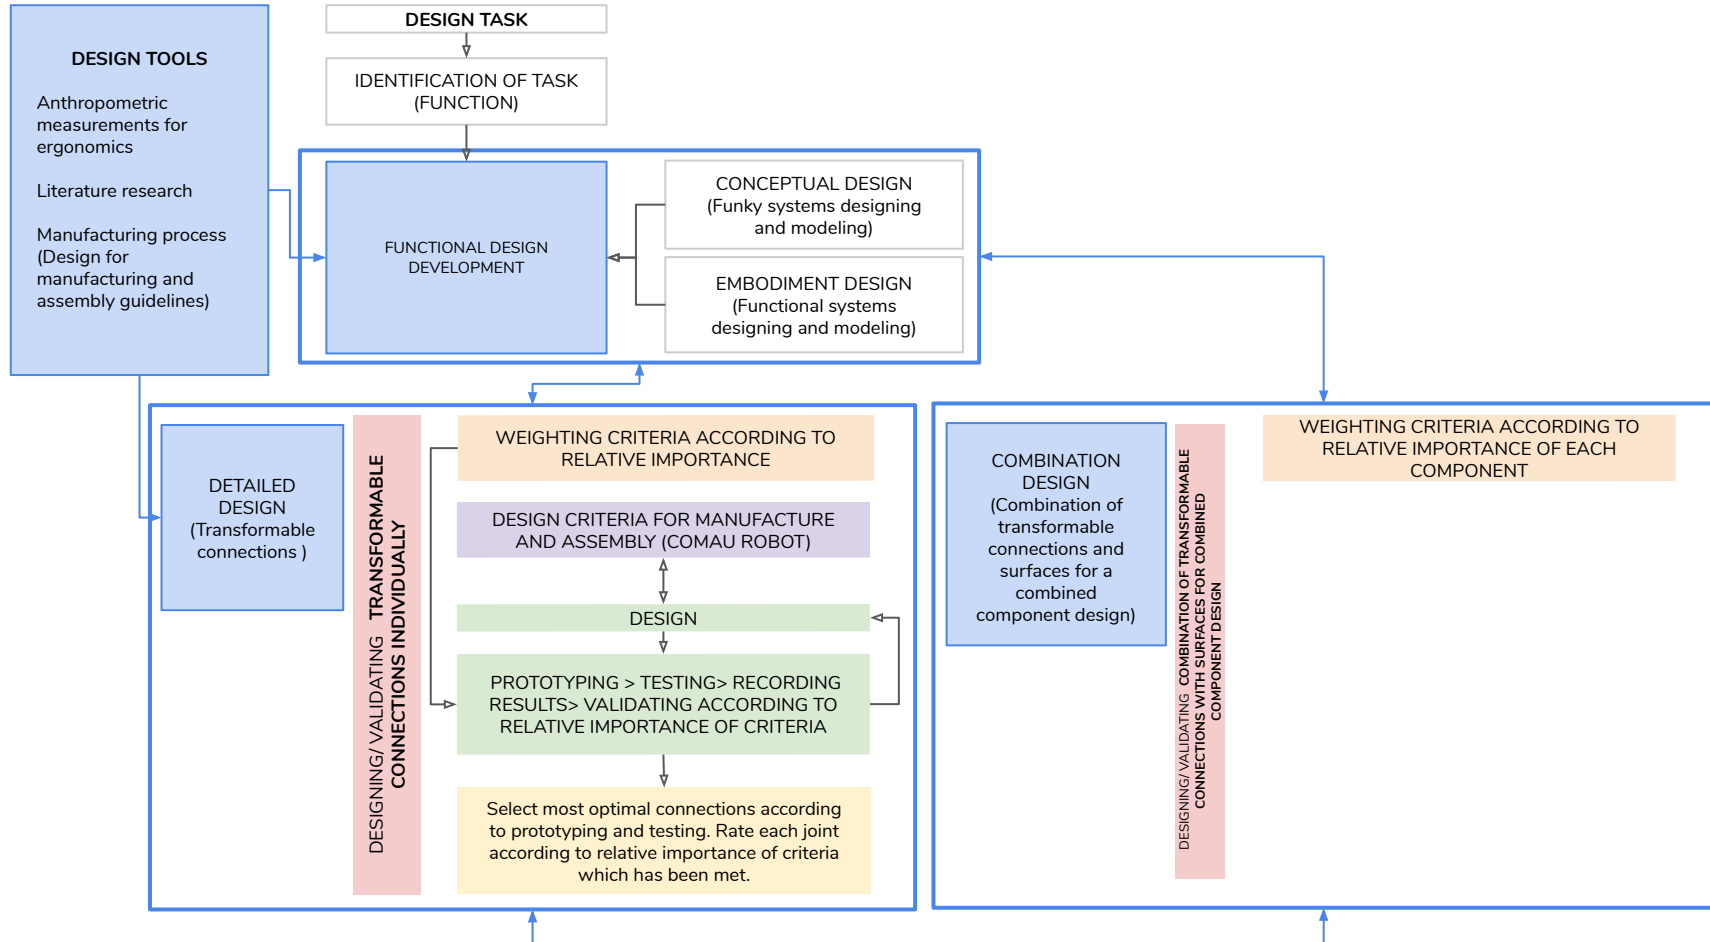 DESIGN TASK
DESIGN TOOLS
Anthropometric
measurements for
ergonomics
Literature research
Manufacturing process
(Design for
manufacturing and
assembly guidelines)
IDENTIFICATION OF TASK
(FUNCTION)
FUNCTIONAL DESIGN
DEVELOPMENT
CONCEPTUAL DESIGN
(Funky systems designing
and modeling)
EMBODIMENT DESIGN
(Functional systems
designing and modeling)
DETAILED
DESIGN
(Transformable
connections )
DESIGNING/ VALIDATING TRANSFORMABLE
CONNECTIONS INDIVIDUALLY
WEIGHTING CRITERIA ACCORDING TO
RELATIVE IMPORTANCE
DESIGN CRITERIA FOR MANUFACTURE
AND ASSEMBLY (COMAU ROBOT)
DESIGN
PROTOTYPING > TESTING> RECORDING
RESULTS> VALIDATING ACCORDING TO
RELATIVE IMPORTANCE OF CRITERIA
Select most optimal connections according
to prototyping and testing. Rate each joint
according to relative importance of criteria
which has been met.
COMBINATION
DESIGN
(Combination of
transformable
connections and
surfaces for a
combined
component design)
DESIGNING/ VALIDATING COMBINATION OF TRANSFORMABLE
CONNECTIONS WITH SURFACES FOR COMBINED
COMPONENT DESIGN
WEIGHTING CRITERIA ACCORDING TO
RELATIVE IMPORTANCE OF EACH
COMPONENT